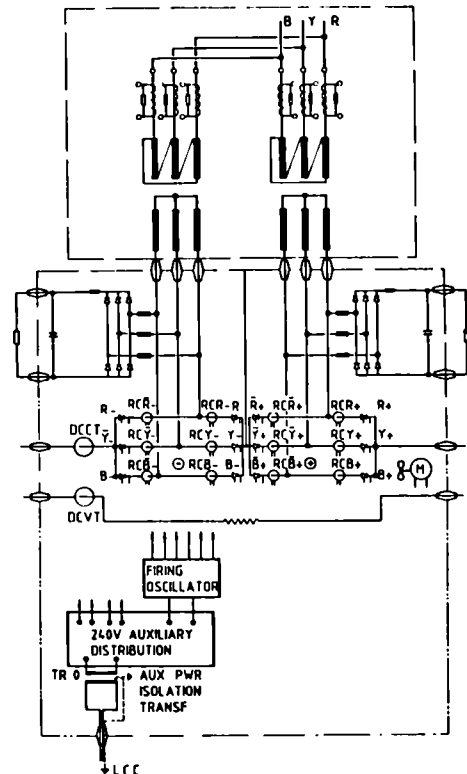 B Y R
R- RCR̄- RCR- R R̄+ RCR̄+ RCR+ R+
DCCT Ȳ- RCȲ- RCY- Y- Ȳ+ RCȲ+ RCY+ Y+
B- RCB̄- ⊖ RCB- B- B̄+ RCB̄+ ⊕ RCB+ B+ M
DCVT
FIRING
OSCILLATOR
240V AUXILIARY
DISTRIBUTION
TR 0
AUX PWR
ISOLATION
TRANSF
LCC